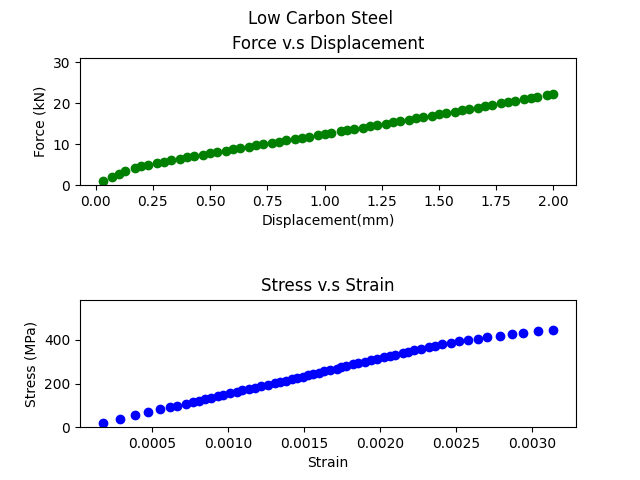 Low Carbon Steel
Force v.s Displacement
30
20
10
0
Force (kN)
0.00 0.25 0.50 0.75 1.00 1.25 1.50 1.75 2.00
Displacement(mm)
Stress v.s Strain
400
200
0
Stress (MPa)
0.0005 0.0010 0.0015 0.0020 0.0025 0.0030
Strain